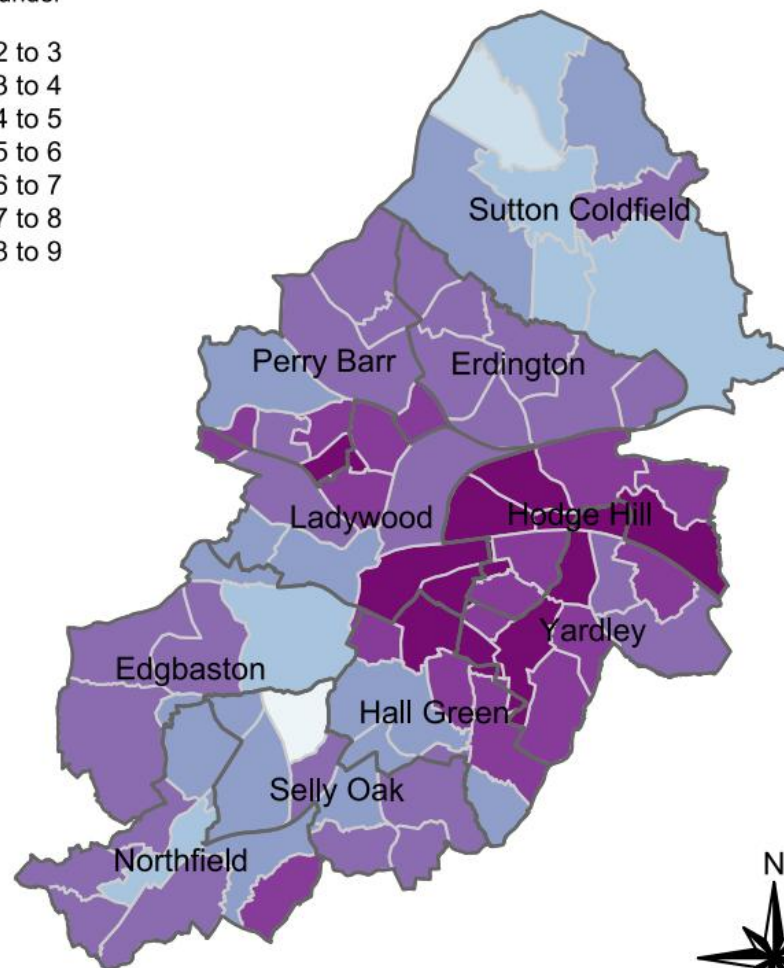 under
2 to 3
3 to 4
4 to 5
5 to 6
6 to 7
7 to 8
8 to 9
Sutton Coldfield
Perry Barr
Erdington
Ladywood
Hodge Hill
Yardley
Edgbaston
Hall Green
Selly Oak
Northfield
N